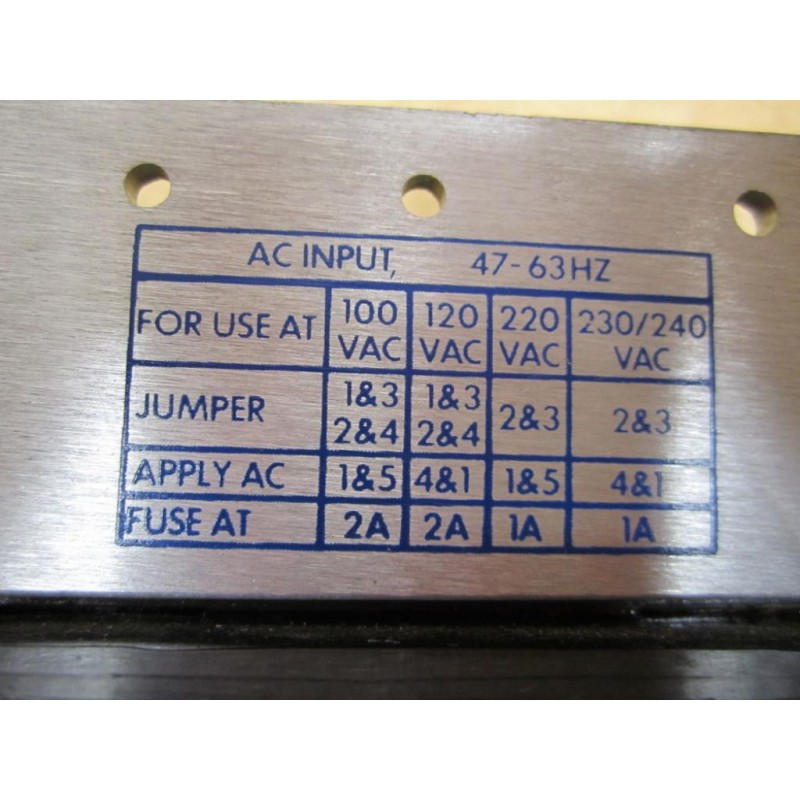 AC INPUT, 47-63HZ
FOR USE AT 100 VAC 120 VAC 220 VAC 230/240 VAC
JUMPER 1&3 2&4 1&3 2&4 2&3 2&3
APPLY AC 1&5 4&1 1&5 4&1
FUSE AT 2A 2A 1A 1A